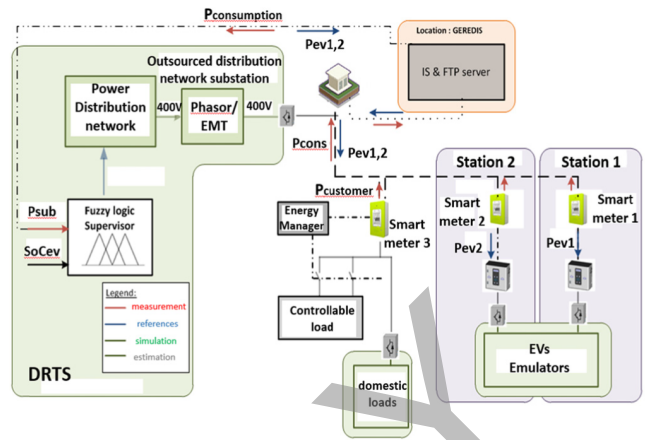 Pconsumption
Pev1,2
Location : GEREDIS
IS & FTP server
Outsourced distribution
network substation
Power
Distribution
network
400V
Phasor/
EMT
400V
Pcons
Pev1,2
Station 2
Station 1
Pcustomer
Psub
SoCev
Fuzzy logic
Supervisor
Energy
Manager
Smart
meter 3
Smart
meter 2
Smart
meter 1
Pev2
Pev1
Controllable
load
Legend:
measurement
references
simulation
estimation
EVs
Emulators
DRTS
domestic
loads